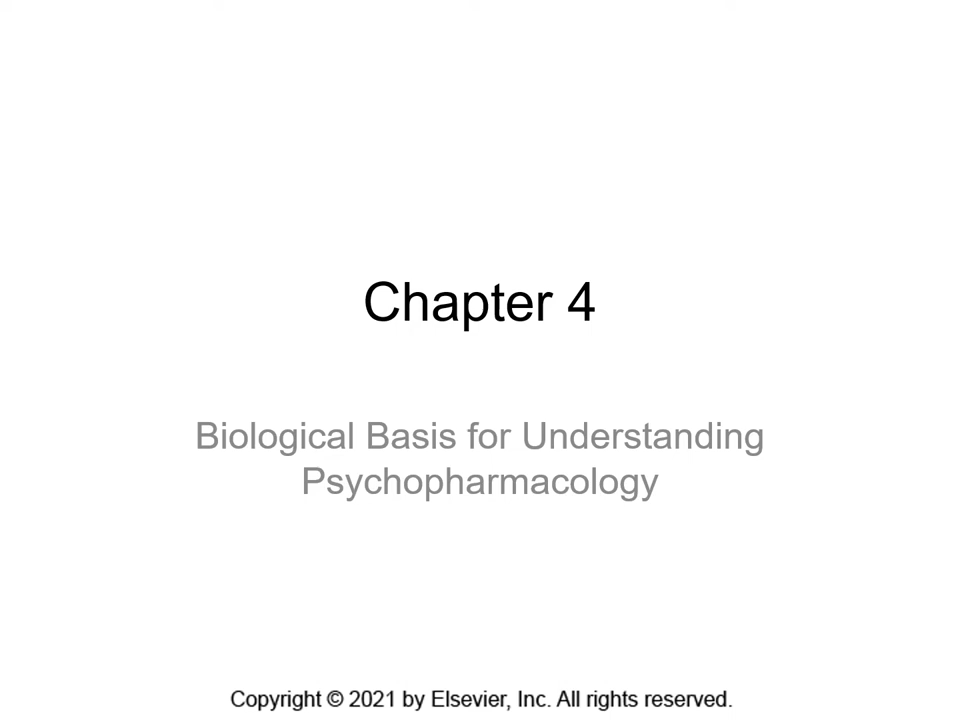 Chapter 4
Biological Basis for Understanding
Psychopharmacology
Copyright © 2021 by Elsevier, Inc. All rights reserved.